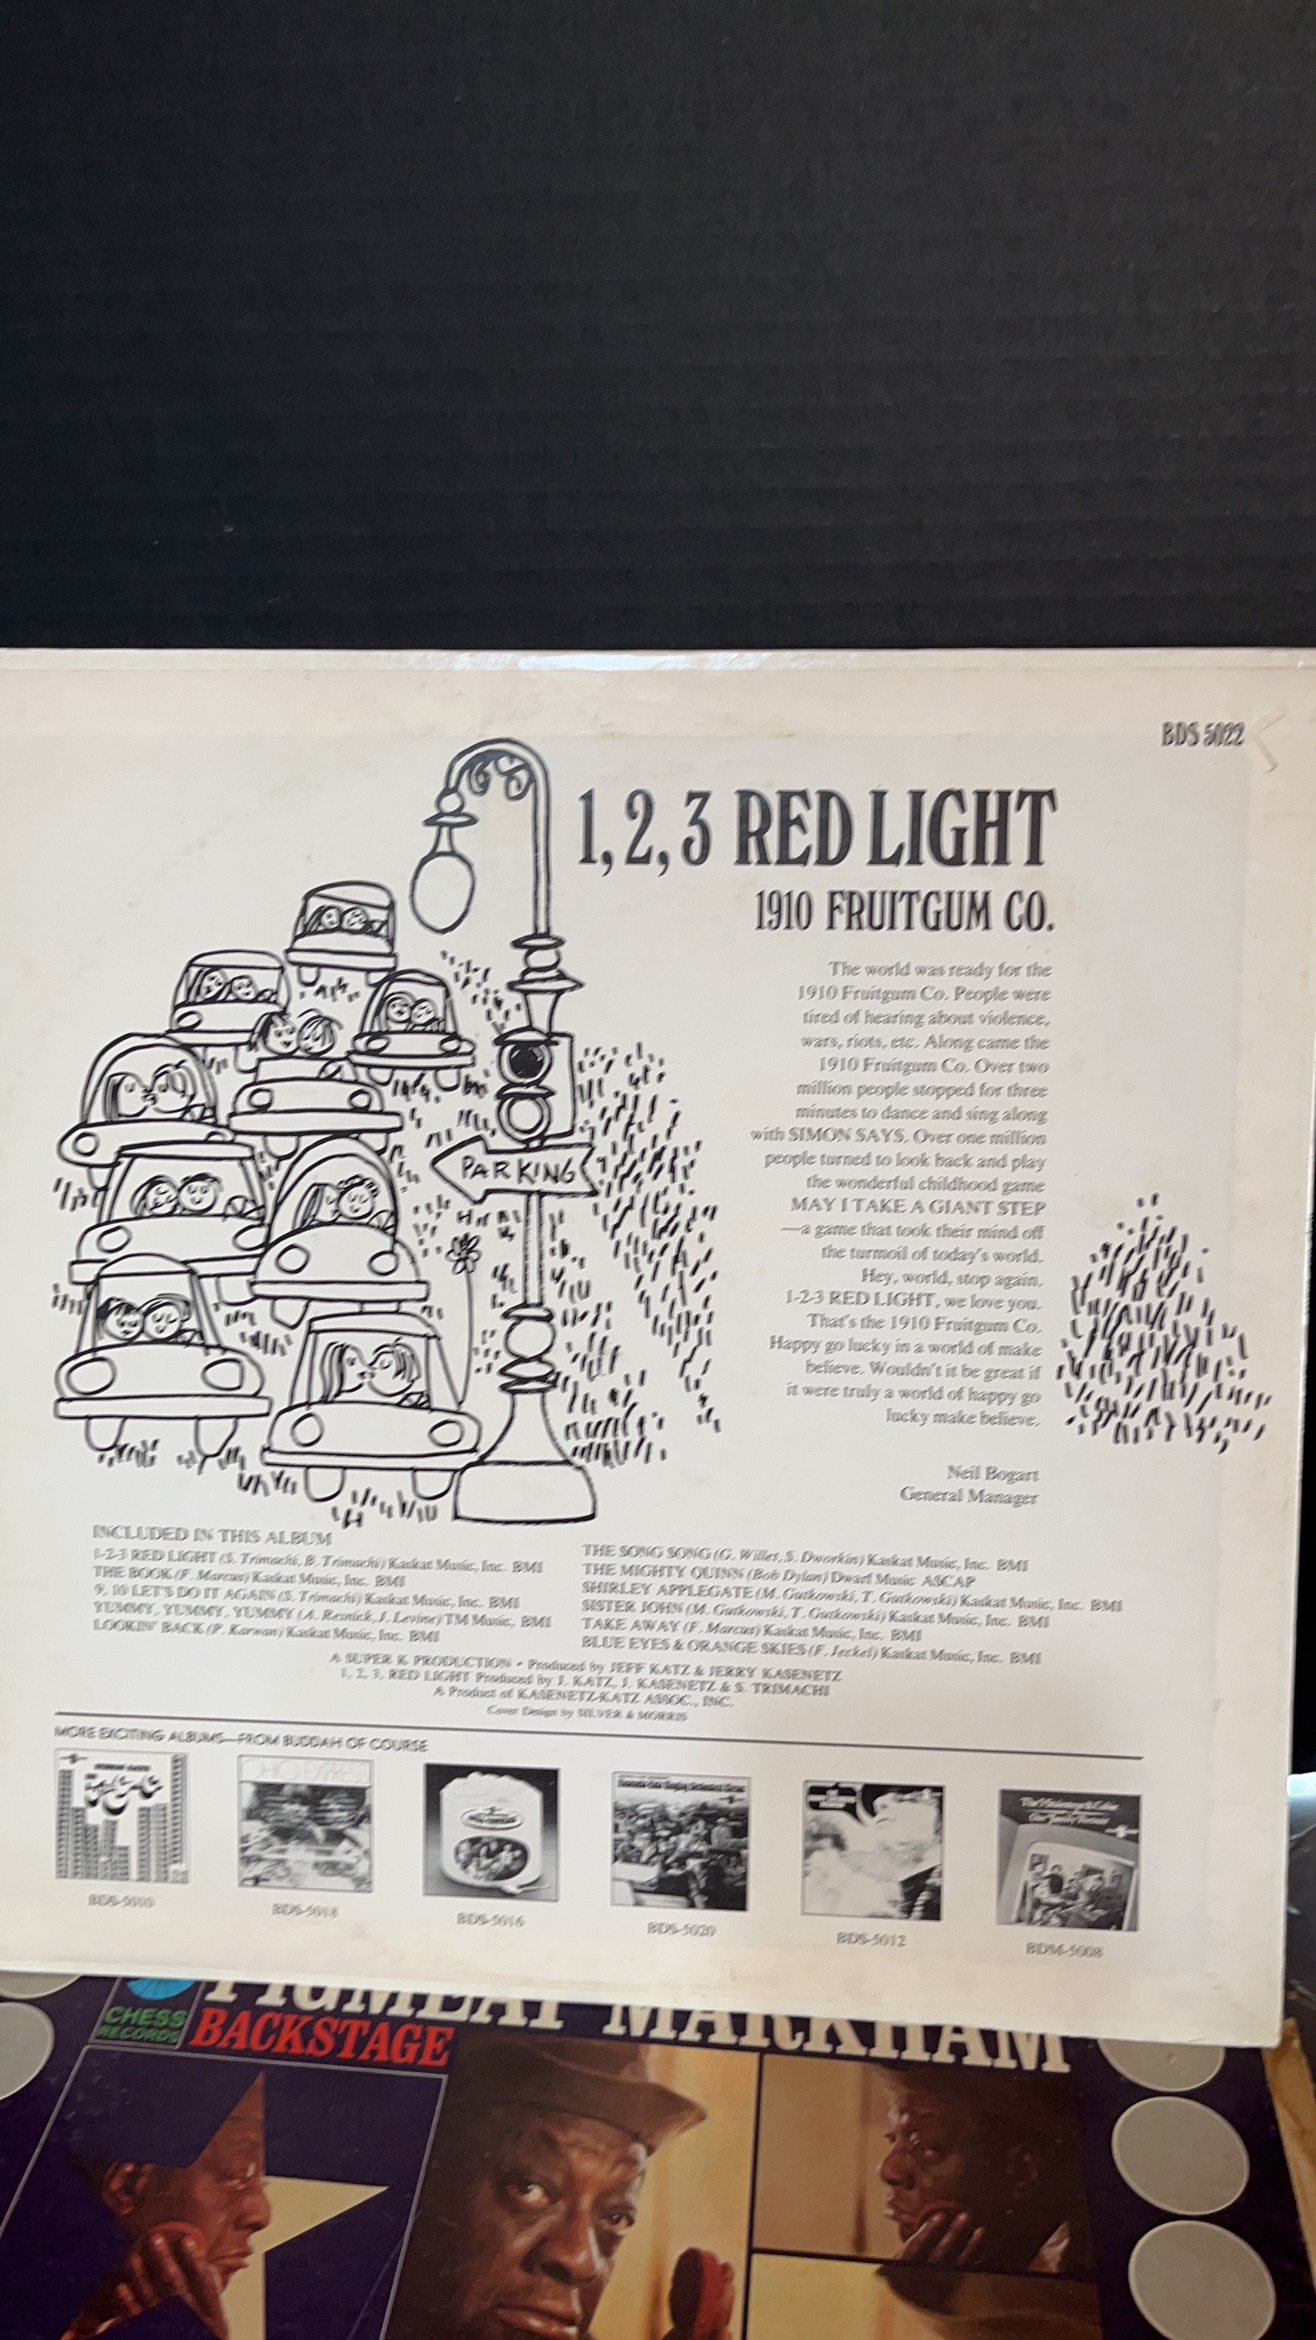 BDS 5022
1, 2, 3 RED LIGHT
1910 FRUITGUM CO.
The world was ready for the
1910 Fruitgum Co. People were
tired of hearing about violence,
wars, riots, etc. Along came the
1910 Fruitgum Co. Over two
million people stopped for three
minutes to dance and sing along
with SIMON SAYS. Over one million
people turned to look back and play
the wonderful childhood game
MAY I TAKE A GIANT STEP
—a game that took their mind off
the turmoil of today's world.
Hey, world, stop again.
1-2-3 RED LIGHT, we love you.
That's the 1910 Fruitgum Co.
Happy go lucky in a world of make
believe. Wouldn't it be great if
it were truly a world of happy go
lucky make believe.
Neil Bogart
General Manager
PARKING
INCLUDED IN THIS ALBUM
1-2-3 RED LIGHT (S. Trimachi, B. Trimachi) Kaskat Music, Inc. BMI
THE BOOK (F. Marcus) Kaskat Music, Inc. BMI
9, 10 LET'S DO IT AGAIN (S. Trimachi) Kaskat Music, Inc. BMI
YUMMY, YUMMY, YUMMY (A. Resnick, J. Levine) TM Music, BMI
LOOKIN' BACK (P. Karwan) Kaskat Music, Inc. BMI
THE SONG SONG (G. Willet, S. Dworkin) Kaskat Music, Inc. BMI
THE MIGHTY QUINN (Bob Dylan) Dwarf Music ASCAP
SHIRLEY APPLEGATE (M. Gutkowski, T. Gutkowski) Kaskat Music, Inc. BMI
SISTER JOHN (M. Gutkowski, T. Gutkowski) Kaskat Music, Inc. BMI
TAKE AWAY (F. Marcus) Kaskat Music, Inc. BMI
BLUE EYES & ORANGE SKIES (F. Jeckel) Kaskat Music, Inc. BMI
A SUPER K PRODUCTION • Produced by JEFF KATZ & JERRY KASENETZ
1, 2, 3, RED LIGHT Produced by J. KATZ, J. KASENETZ & S. TRIMACHI
A Product of KASENETZ-KATZ ASSOC., INC.
Cover Design by SILVER & MORRIS
MORE EXCITING ALBUMS—FROM BUDDAH OF COURSE
BDS-5018
BDS-5016
BDS-5020
BDS-5012
BDM-5008
PIGMEAT MARKHAM
CHESS
RECORDS
BACKSTAGE